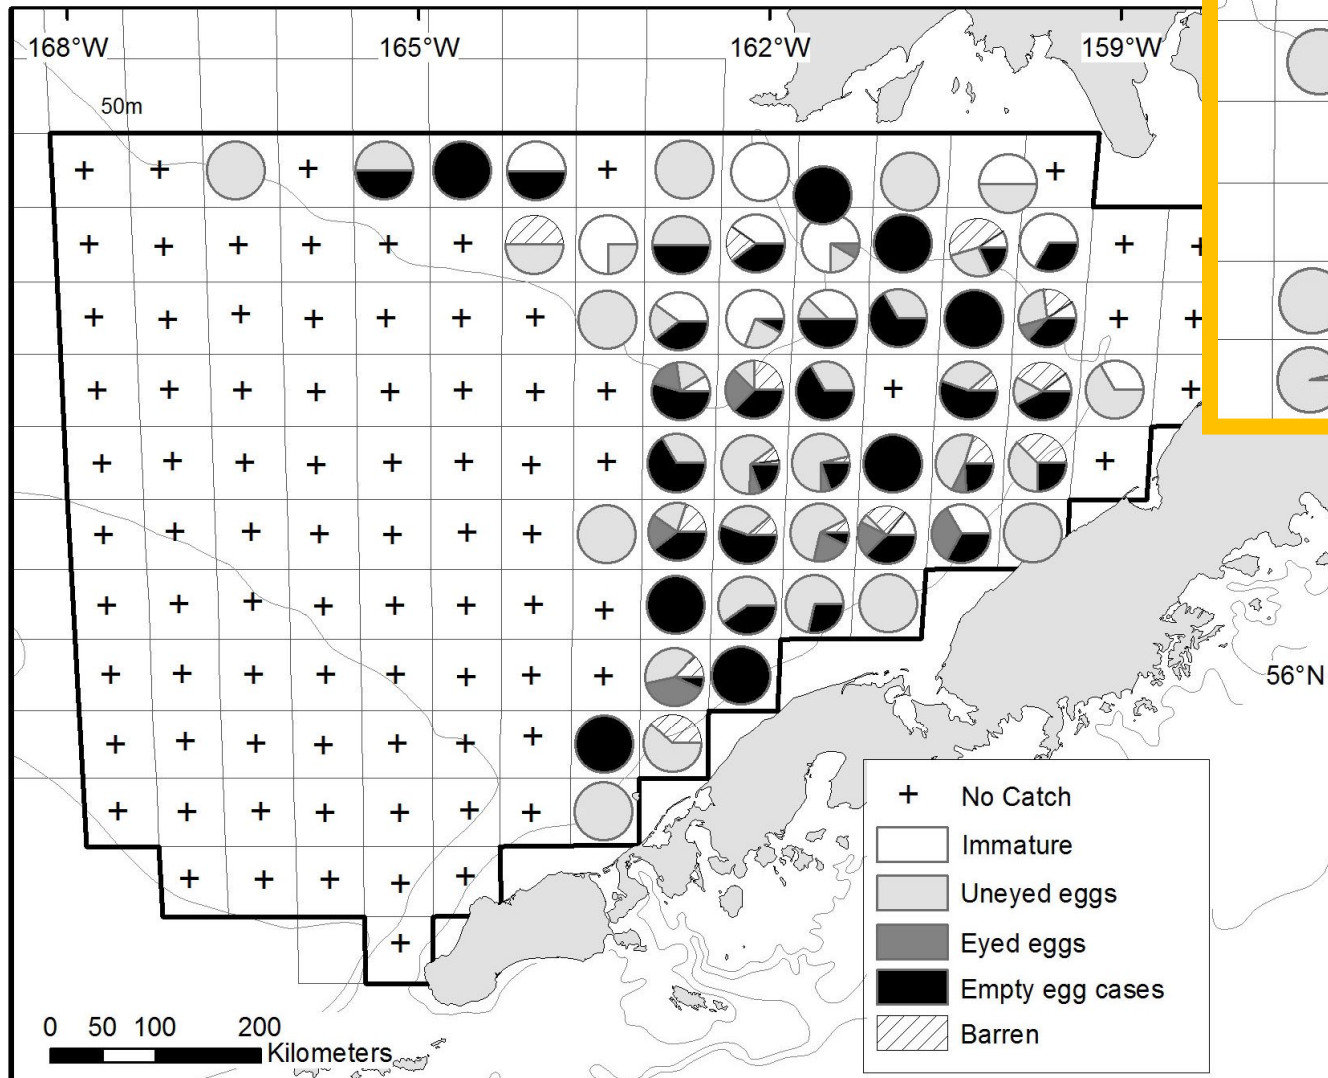 168°W 165°W 162°W 159°W
50m
56°N
No Catch
Immature
Uneyed eggs
Eyed eggs
Empty egg cases
Barren
0 50 100 200
Kilometers